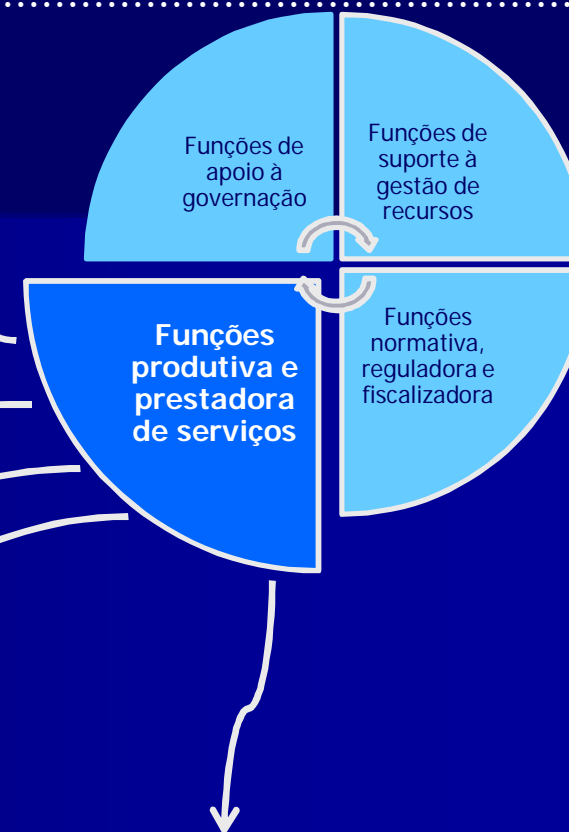 Funções de
apoio à
governação
Funções de
suporte à
gestão de
recursos
Funções
produtiva e
prestadora
de serviços
Funções
normativa,
reguladora e
fiscalizadora